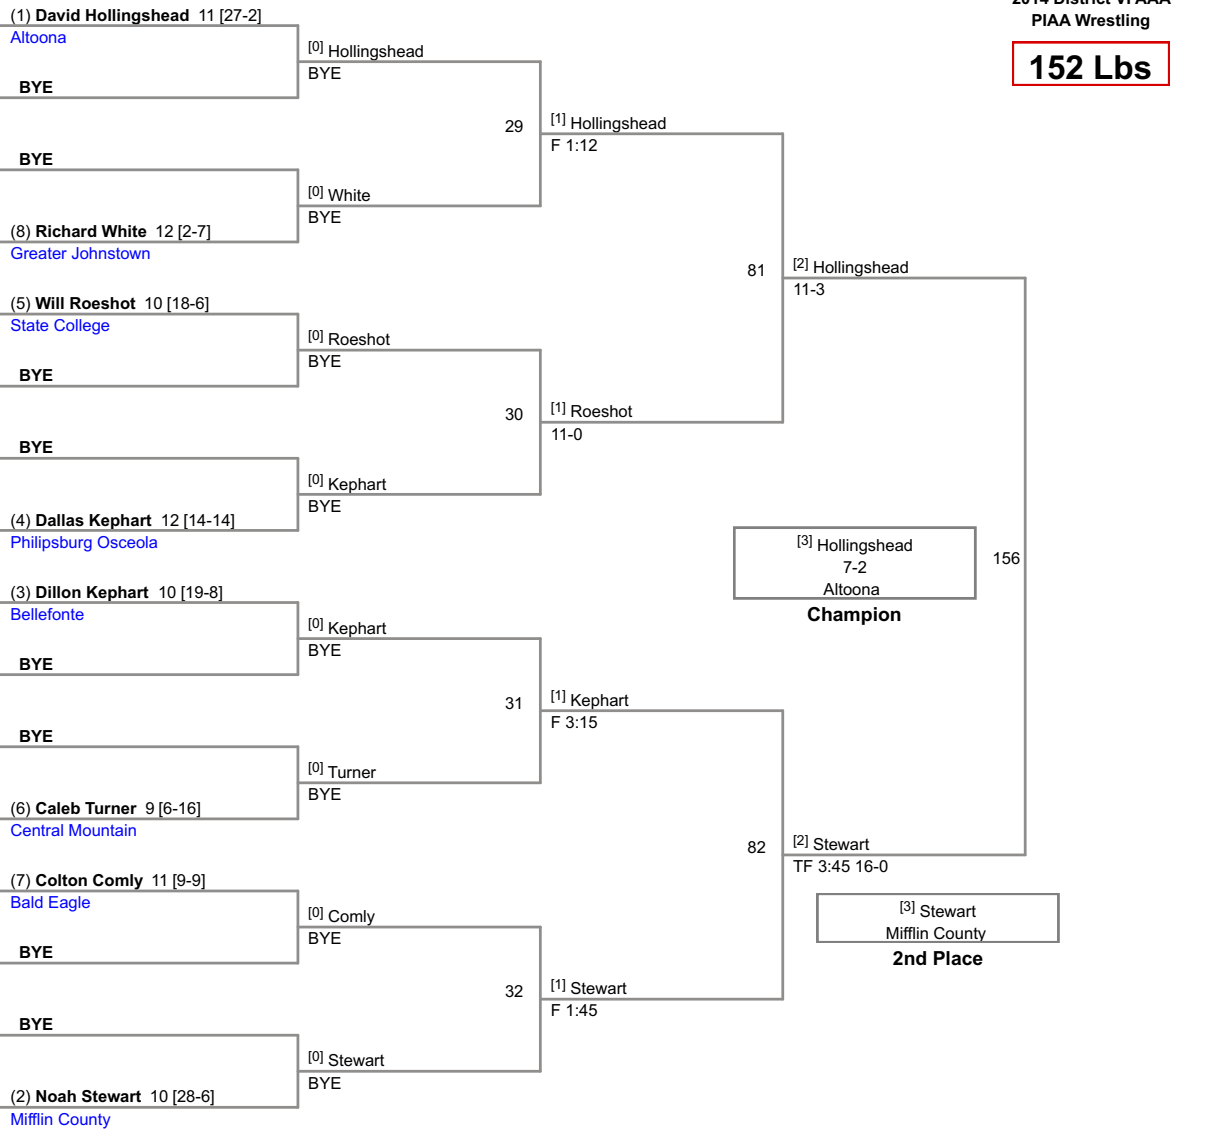 2014 District VI AAA
PIAA Wrestling
152 Lbs
(1) David Hollingshead 11 [27-2]
Altoona
[0] Hollingshead
BYE
BYE
29
[1] Hollingshead
F 1:12
BYE
[0] White
BYE
(8) Richard White 12 [2-7]
Greater Johnstown
81
[2] Hollingshead
11-3
(5) Will Roeshot 10 [18-6]
State College
[0] Roeshot
BYE
BYE
30
[1] Roeshot
11-0
BYE
[0] Kephart
BYE
(4) Dallas Kephart 12 [14-14]
Philipsburg Osceola
[3] Hollingshead
7-2
Altoona
Champion
156
(3) Dillon Kephart 10 [19-8]
Bellefonte
[0] Kephart
BYE
BYE
31
[1] Kephart
F 3:15
BYE
[0] Turner
BYE
(6) Caleb Turner 9 [6-16]
Central Mountain
82
[2] Stewart
TF 3:45 16-0
(7) Colton Comly 11 [9-9]
Bald Eagle
[0] Comly
BYE
BYE
[3] Stewart
Mifflin County
2nd Place
32
[1] Stewart
F 1:45
BYE
[0] Stewart
BYE
(2) Noah Stewart 10 [28-6]
Mifflin County